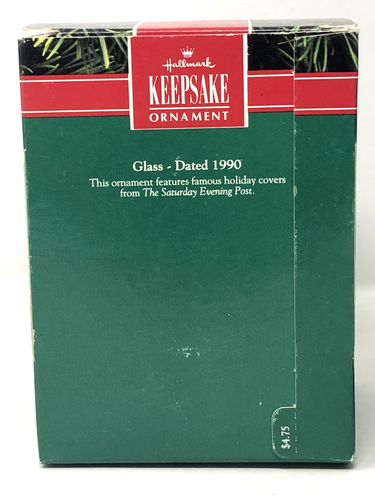 Hallmark
KEEPSAKE
ORNAMENT
Glass - Dated 1990
This ornament features famous holiday covers
from The Saturday Evening Post.
$4.75